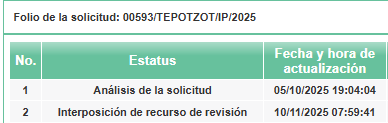 Folio de la solicitud: 00593/TEPOTZOT/IP/2025
No. Estatus Fecha y hora de actualización
1 Análisis de la solicitud 05/10/2025 19:04:04
2 Interposición de recurso de revisión 10/11/2025 07:59:41